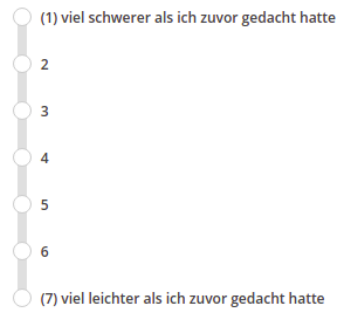 (1) viel schwerer als ich zuvor gedacht hatte
2
3
4
5
6
(7) viel leichter als ich zuvor gedacht hatte